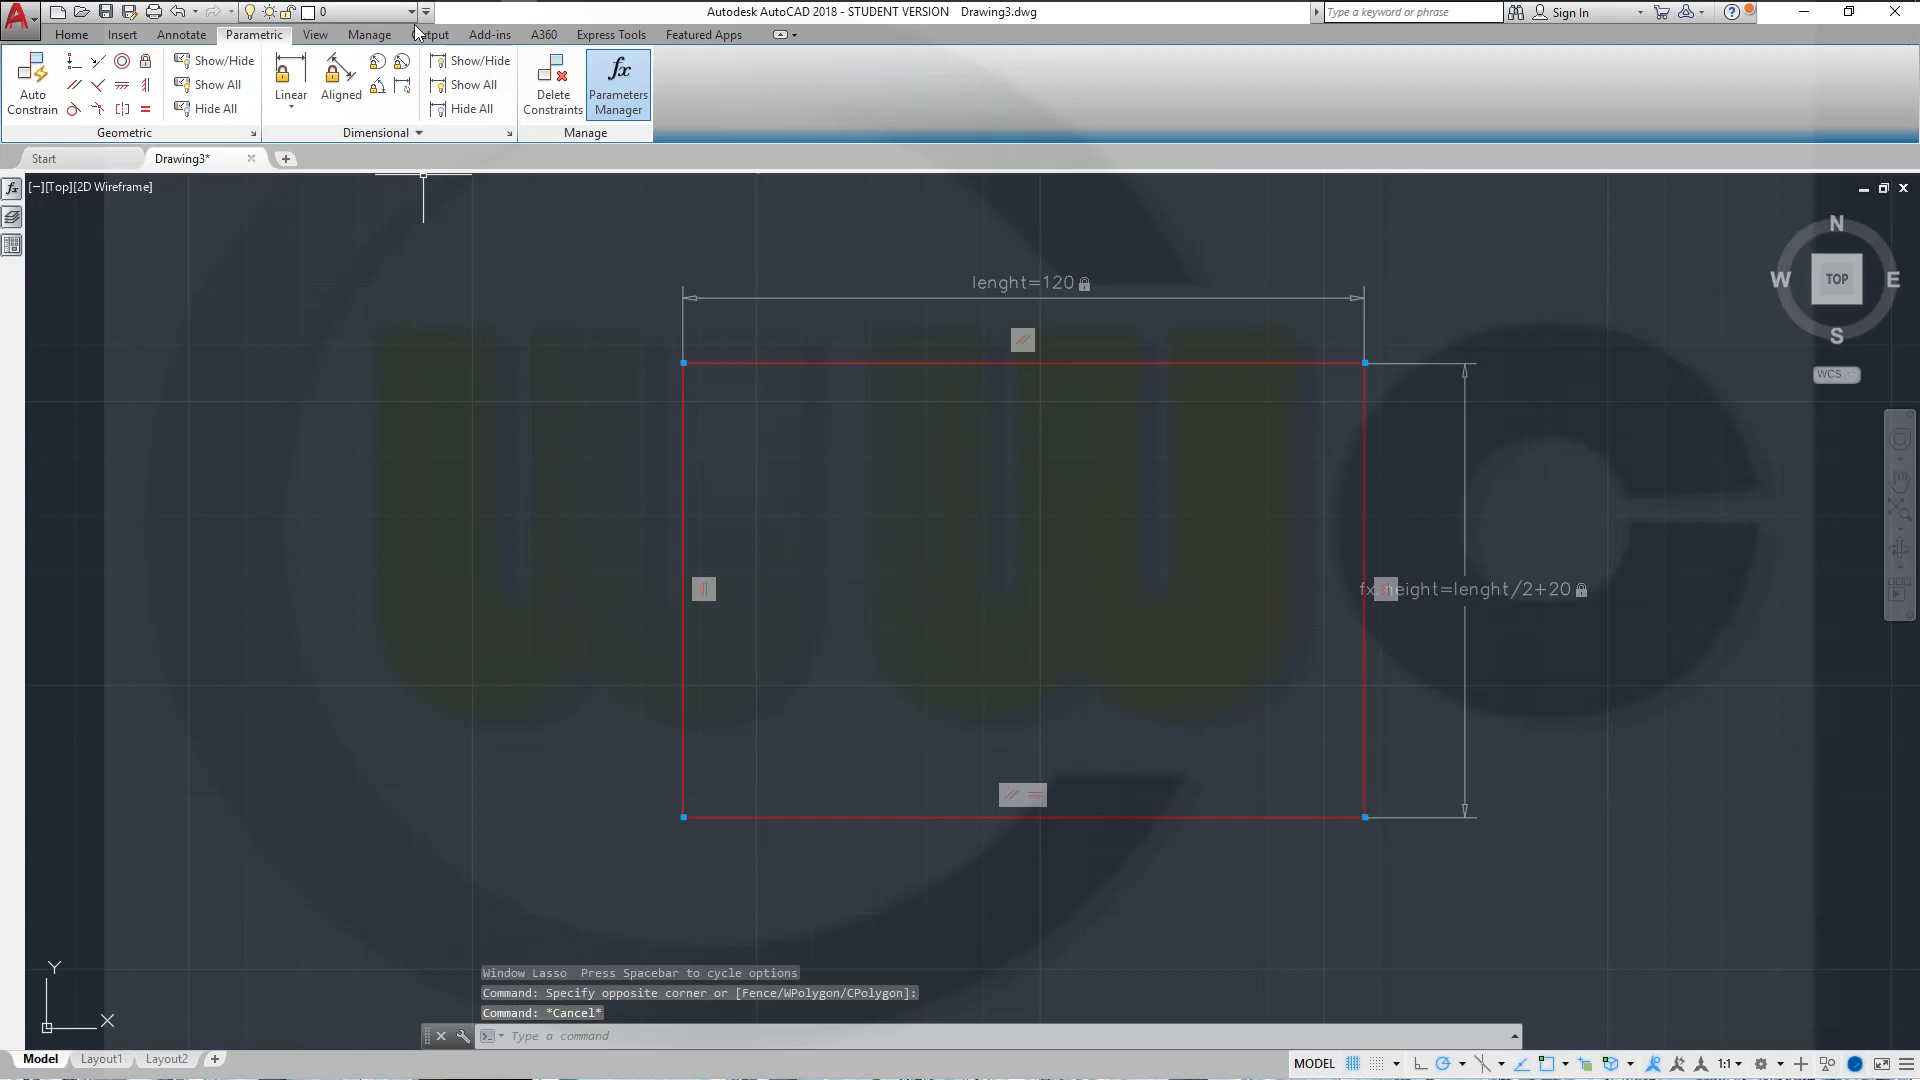 0
Autodesk AutoCAD 2018 - STUDENT VERSION Drawing3.dwg
Type a keyword or phrase
Sign In
Home Insert Annotate Parametric View Manage Output Add-ins A360 Express Tools Featured Apps
Auto Constrain
Show/Hide
Show All
Hide All
Geometric
Linear
Aligned
Show/Hide
Show All
Hide All
Dimensional
Delete Constraints
fx
Parameters Manager
Manage
Start
Drawing3*
fx
[−][Top][2D Wireframe]
N
W TOP E
S
WCS
lenght=120
fx: height=lenght/2+20
Y
X
Window Lasso Press Spacebar to cycle options
Command: Specify opposite corner or [Fence/WPolygon/CPolygon]:
Command: *Cancel*
Type a command
Model Layout1 Layout2
MODEL
1:1